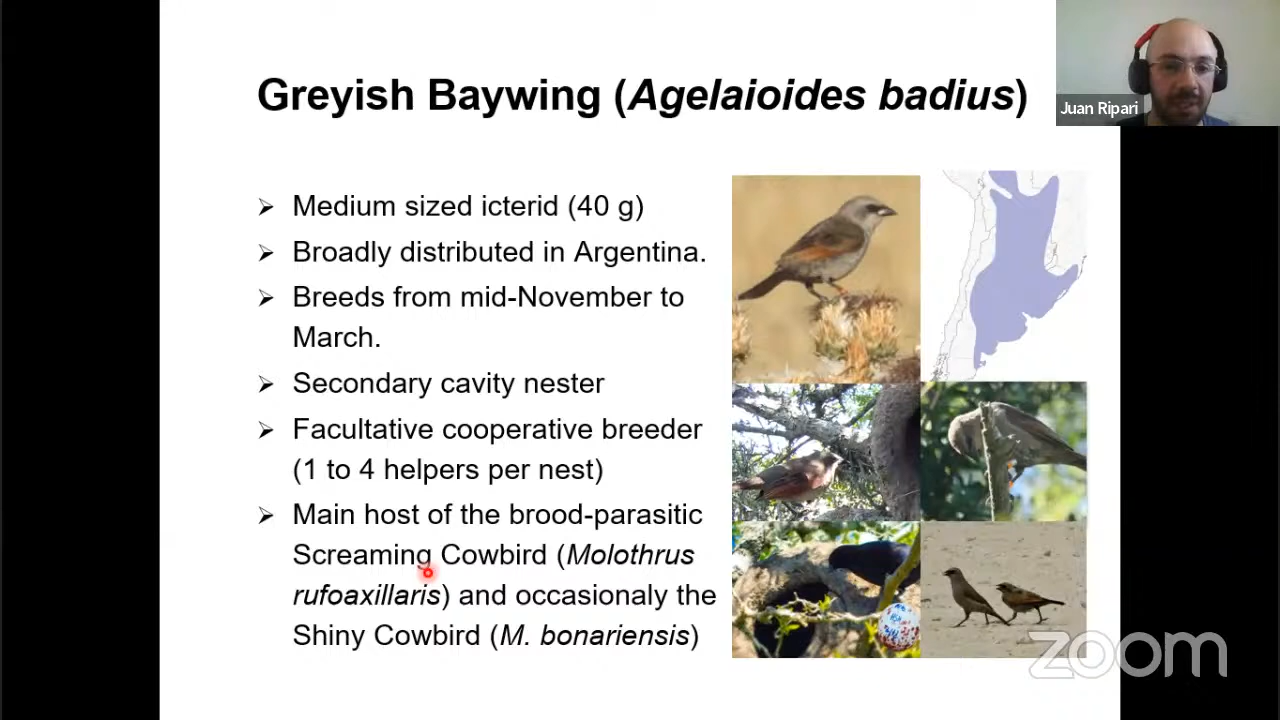 Greyish Baywing (Agelaioides badius)
Juan Ripari
➢ Medium sized icterid (40 g)
➢ Broadly distributed in Argentina.
➢ Breeds from mid-November to
March.
➢ Secondary cavity nester
➢ Facultative cooperative breeder
(1 to 4 helpers per nest)
➢ Main host of the brood-parasitic
Screaming Cowbird (Molothrus
rufoaxillaris) and occasionaly the
Shiny Cowbird (M. bonariensis)
zoom